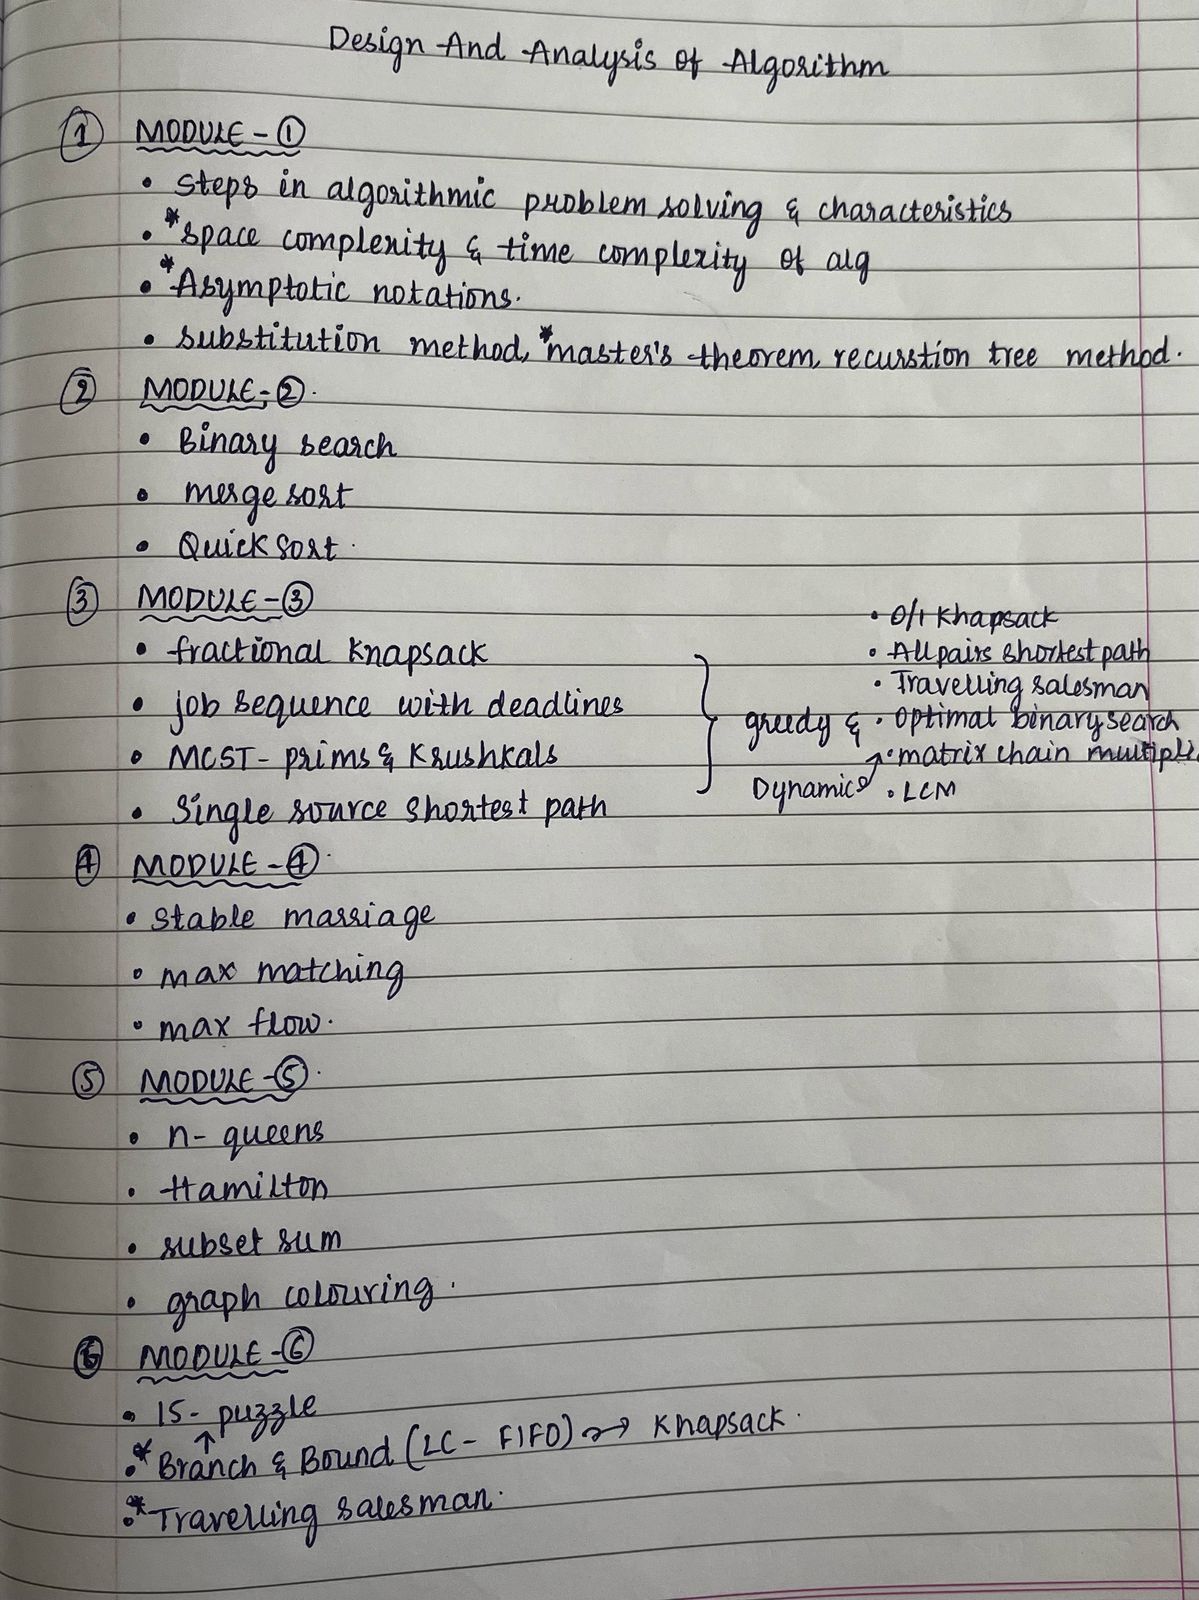 Design And Analysis of Algorithm
① MODULE - ①
• Steps in algorithmic problem solving & characteristics
• *Space complexity & time complexity of alg
• *Asymptotic notations.
• Substitution method, *master's theorem, recurstion tree method.
② MODULE - ②.
• Binary search
• merge sort
• Quick sort.
③ MODULE - ③
• fractional Knapsack
• job sequence with deadlines
• MCST - prims & Krushkals
• Single source shortest path
greedy &
Dynamic
• 0/1 Knapsack
• All pairs shortest path
• Travelling salesman
• Optimal binary search
• matrix chain multipli
• LCM
④ MODULE - ④.
• Stable marriage
• max matching
• max flow.
⑤ MODULE - ⑤.
• n- queens
• Hamilton
• subset sum
• graph colouring.
⑥ MODULE - ⑥
• 15- puzzle
↑
•* Branch & Bound (LC - FIFO) → Knapsack.
•* Travelling salesman.